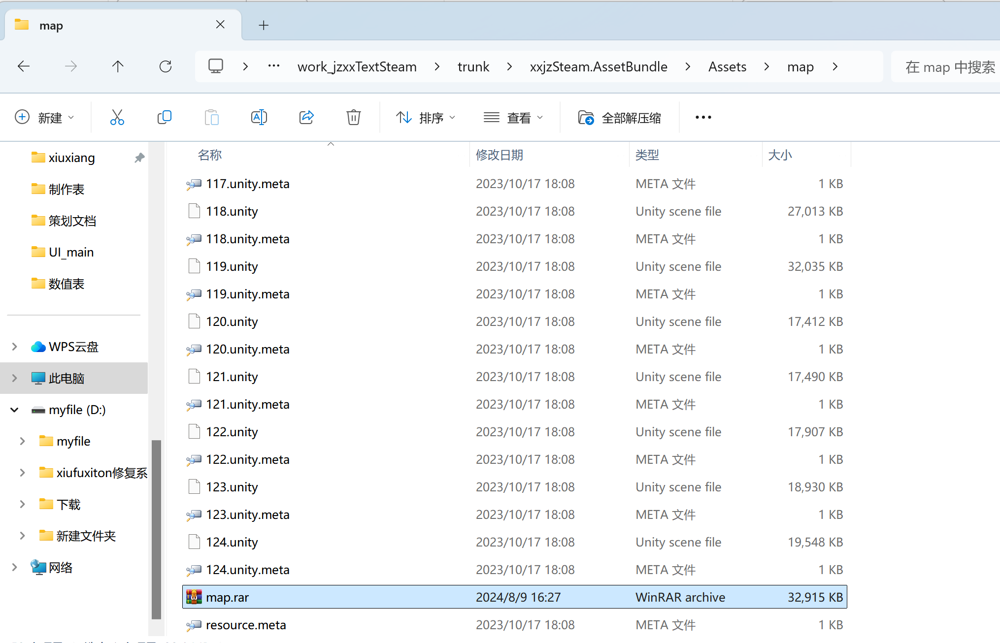 map
work_jzxxTextSteam > trunk > xxjzSteam.AssetBundle > Assets > map >
在 map 中搜索
新建 排序 查看 全部解压缩
xiuxiang
制作表
策划文档
UI_main
数值表
WPS云盘
此电脑
myfile (D:)
myfile
xiufuxiton修复系
下载
新建文件夹
网络
名称 修改日期 类型 大小
117.unity.meta 2023/10/17 18:08 META 文件 1 KB
118.unity 2023/10/17 18:08 Unity scene file 27,013 KB
118.unity.meta 2023/10/17 18:08 META 文件 1 KB
119.unity 2023/10/17 18:08 Unity scene file 32,035 KB
119.unity.meta 2023/10/17 18:08 META 文件 1 KB
120.unity 2023/10/17 18:08 Unity scene file 17,412 KB
120.unity.meta 2023/10/17 18:08 META 文件 1 KB
121.unity 2023/10/17 18:08 Unity scene file 17,490 KB
121.unity.meta 2023/10/17 18:08 META 文件 1 KB
122.unity 2023/10/17 18:08 Unity scene file 17,907 KB
122.unity.meta 2023/10/17 18:08 META 文件 1 KB
123.unity 2023/10/17 18:08 Unity scene file 18,930 KB
123.unity.meta 2023/10/17 18:08 META 文件 1 KB
124.unity 2023/10/17 18:08 Unity scene file 19,548 KB
124.unity.meta 2023/10/17 18:08 META 文件 1 KB
map.rar 2024/8/9 16:27 WinRAR archive 32,915 KB
resource.meta 2023/10/17 18:08 META 文件 1 KB